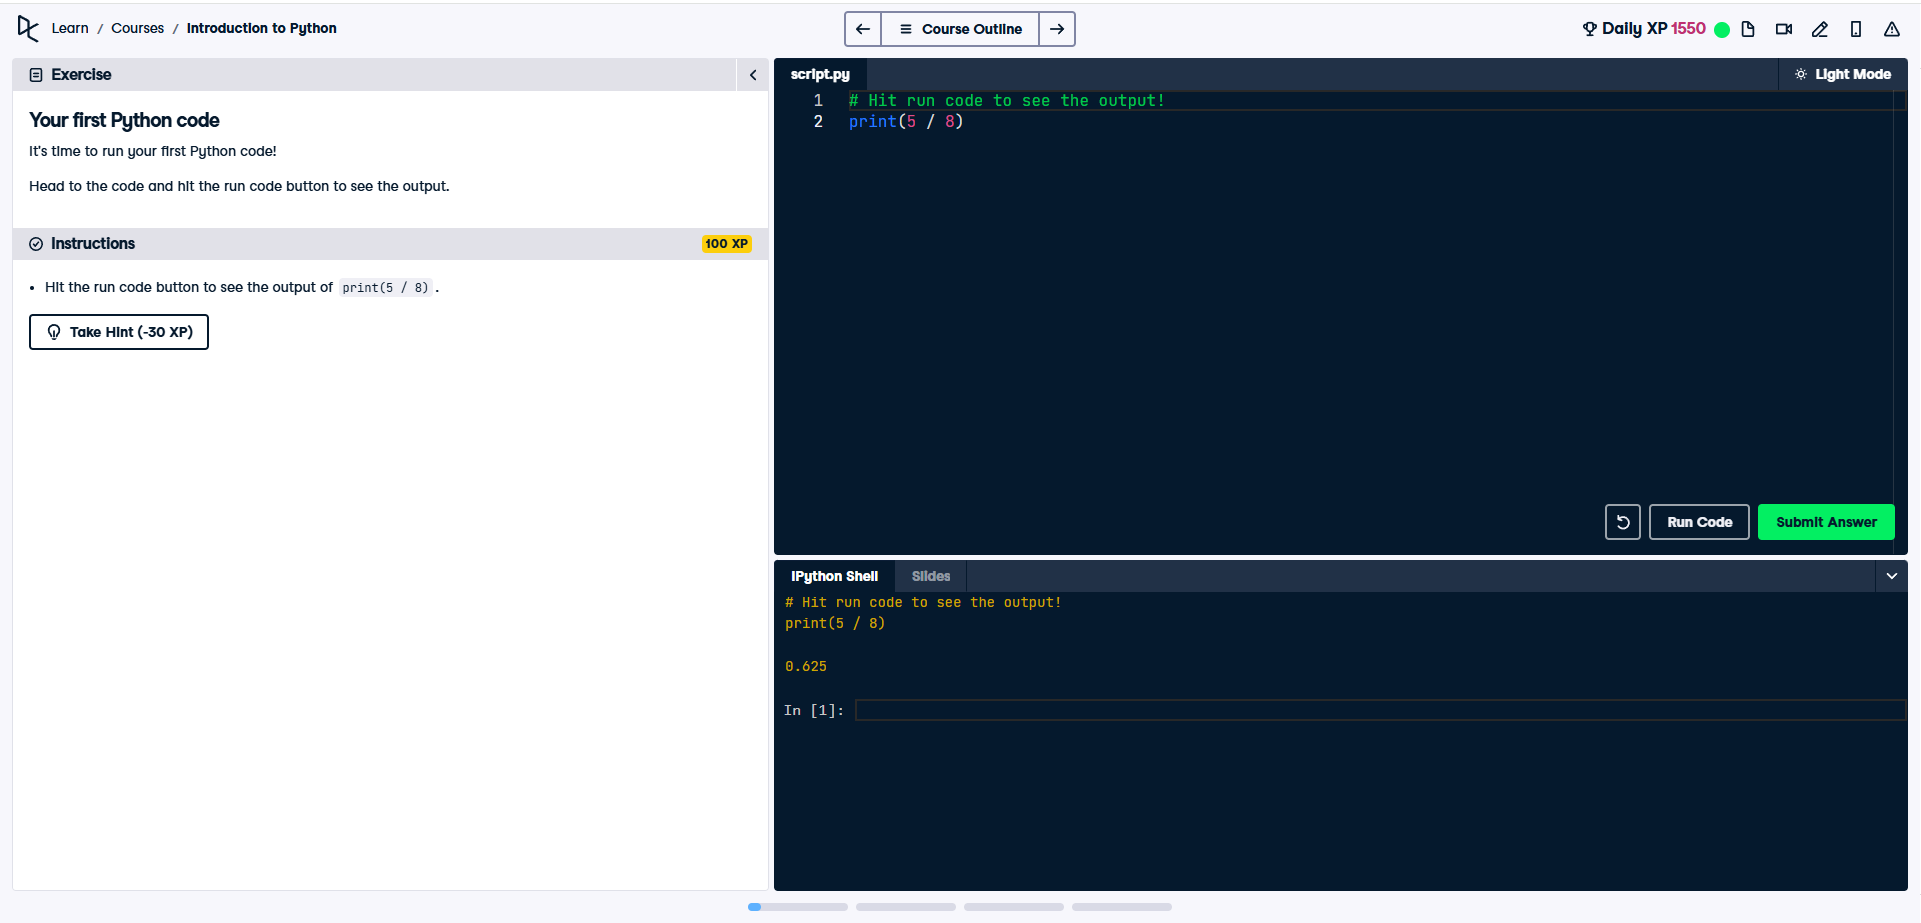 Learn / Courses / Introduction to Python
Course Outline
Daily XP 1550
Exercise
Your first Python code
It's time to run your first Python code!
Head to the code and hit the run code button to see the output.
Instructions
100 XP
• Hit the run code button to see the output of print(5 / 8) .
Take Hint (-30 XP)
script.py
Light Mode
1 # Hit run code to see the output!
2 print(5 / 8)
Run Code
Submit Answer
IPython Shell
Slides
# Hit run code to see the output!
print(5 / 8)
0.625
In [1]: